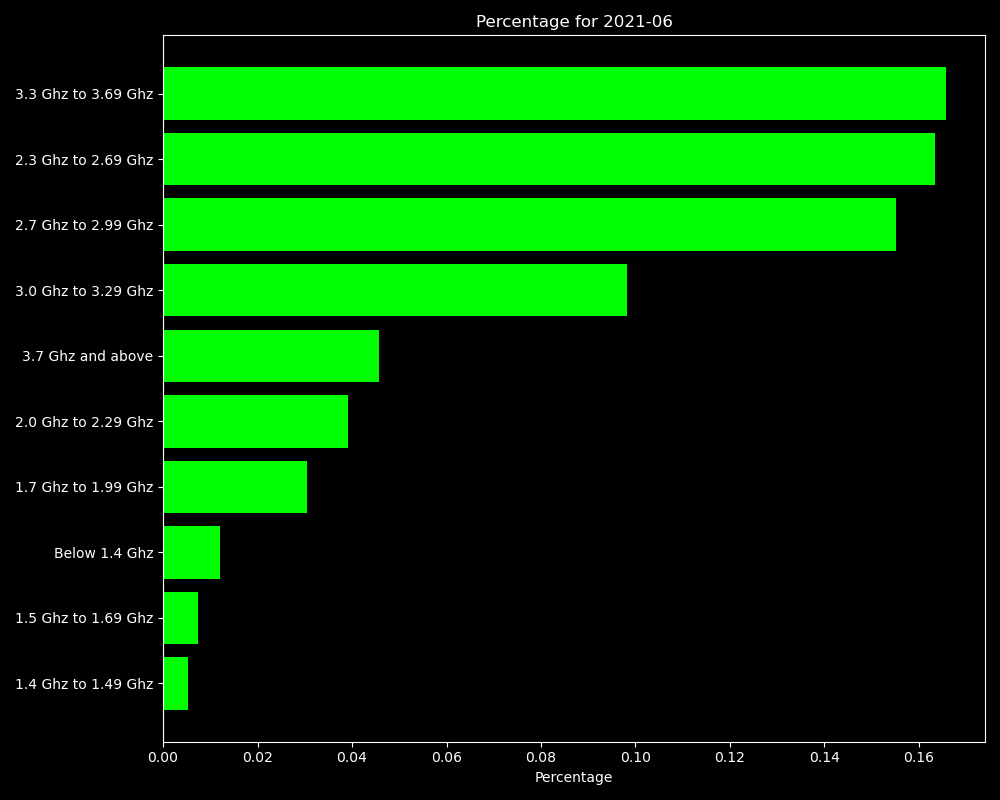 Percentage for 2021-06
3.3 Ghz to 3.69 Ghz
2.3 Ghz to 2.69 Ghz
2.7 Ghz to 2.99 Ghz
3.0 Ghz to 3.29 Ghz
3.7 Ghz and above
2.0 Ghz to 2.29 Ghz
1.7 Ghz to 1.99 Ghz
Below 1.4 Ghz
1.5 Ghz to 1.69 Ghz
1.4 Ghz to 1.49 Ghz
0.00 0.02 0.04 0.06 0.08 0.10 0.12 0.14 0.16
Percentage